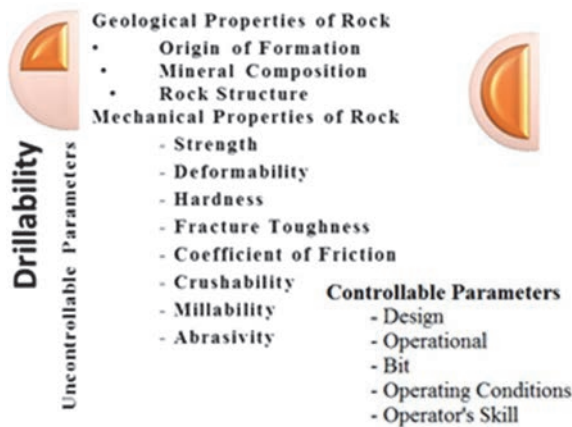 Drillability
Uncontrollable Parameters
Geological Properties of Rock
• Origin of Formation
• Mineral Composition
• Rock Structure
Mechanical Properties of Rock
- Strength
- Deformability
- Hardness
- Fracture Toughness
- Coefficient of Friction
- Crushability
- Millability
- Abrasivity
Controllable Parameters
- Design
- Operational
- Bit
- Operating Conditions
- Operator's Skill